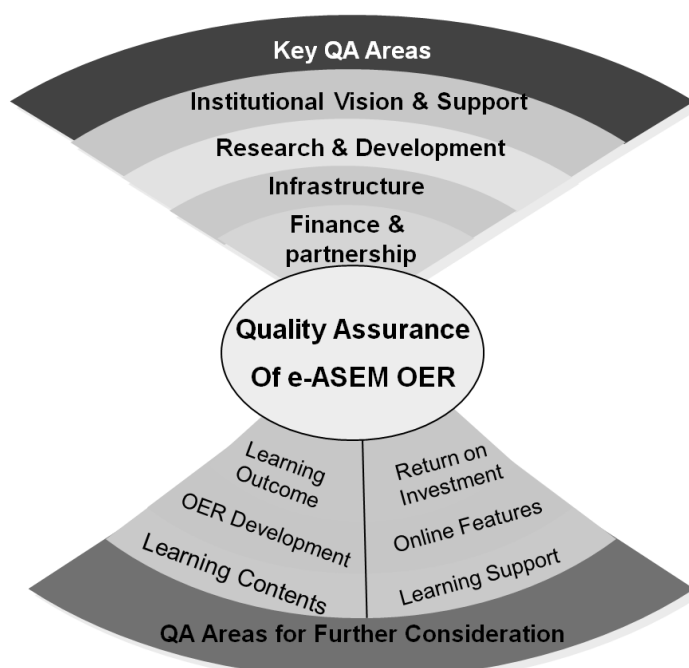 Key QA Areas
Institutional Vision & Support
Research & Development
Infrastructure
Finance &
partnership
Quality Assurance
Of e-ASEM OER
Learning
Outcome
OER Development
Learning Contents
Return on
Investment
Online Features
Learning Support
QA Areas for Further Consideration